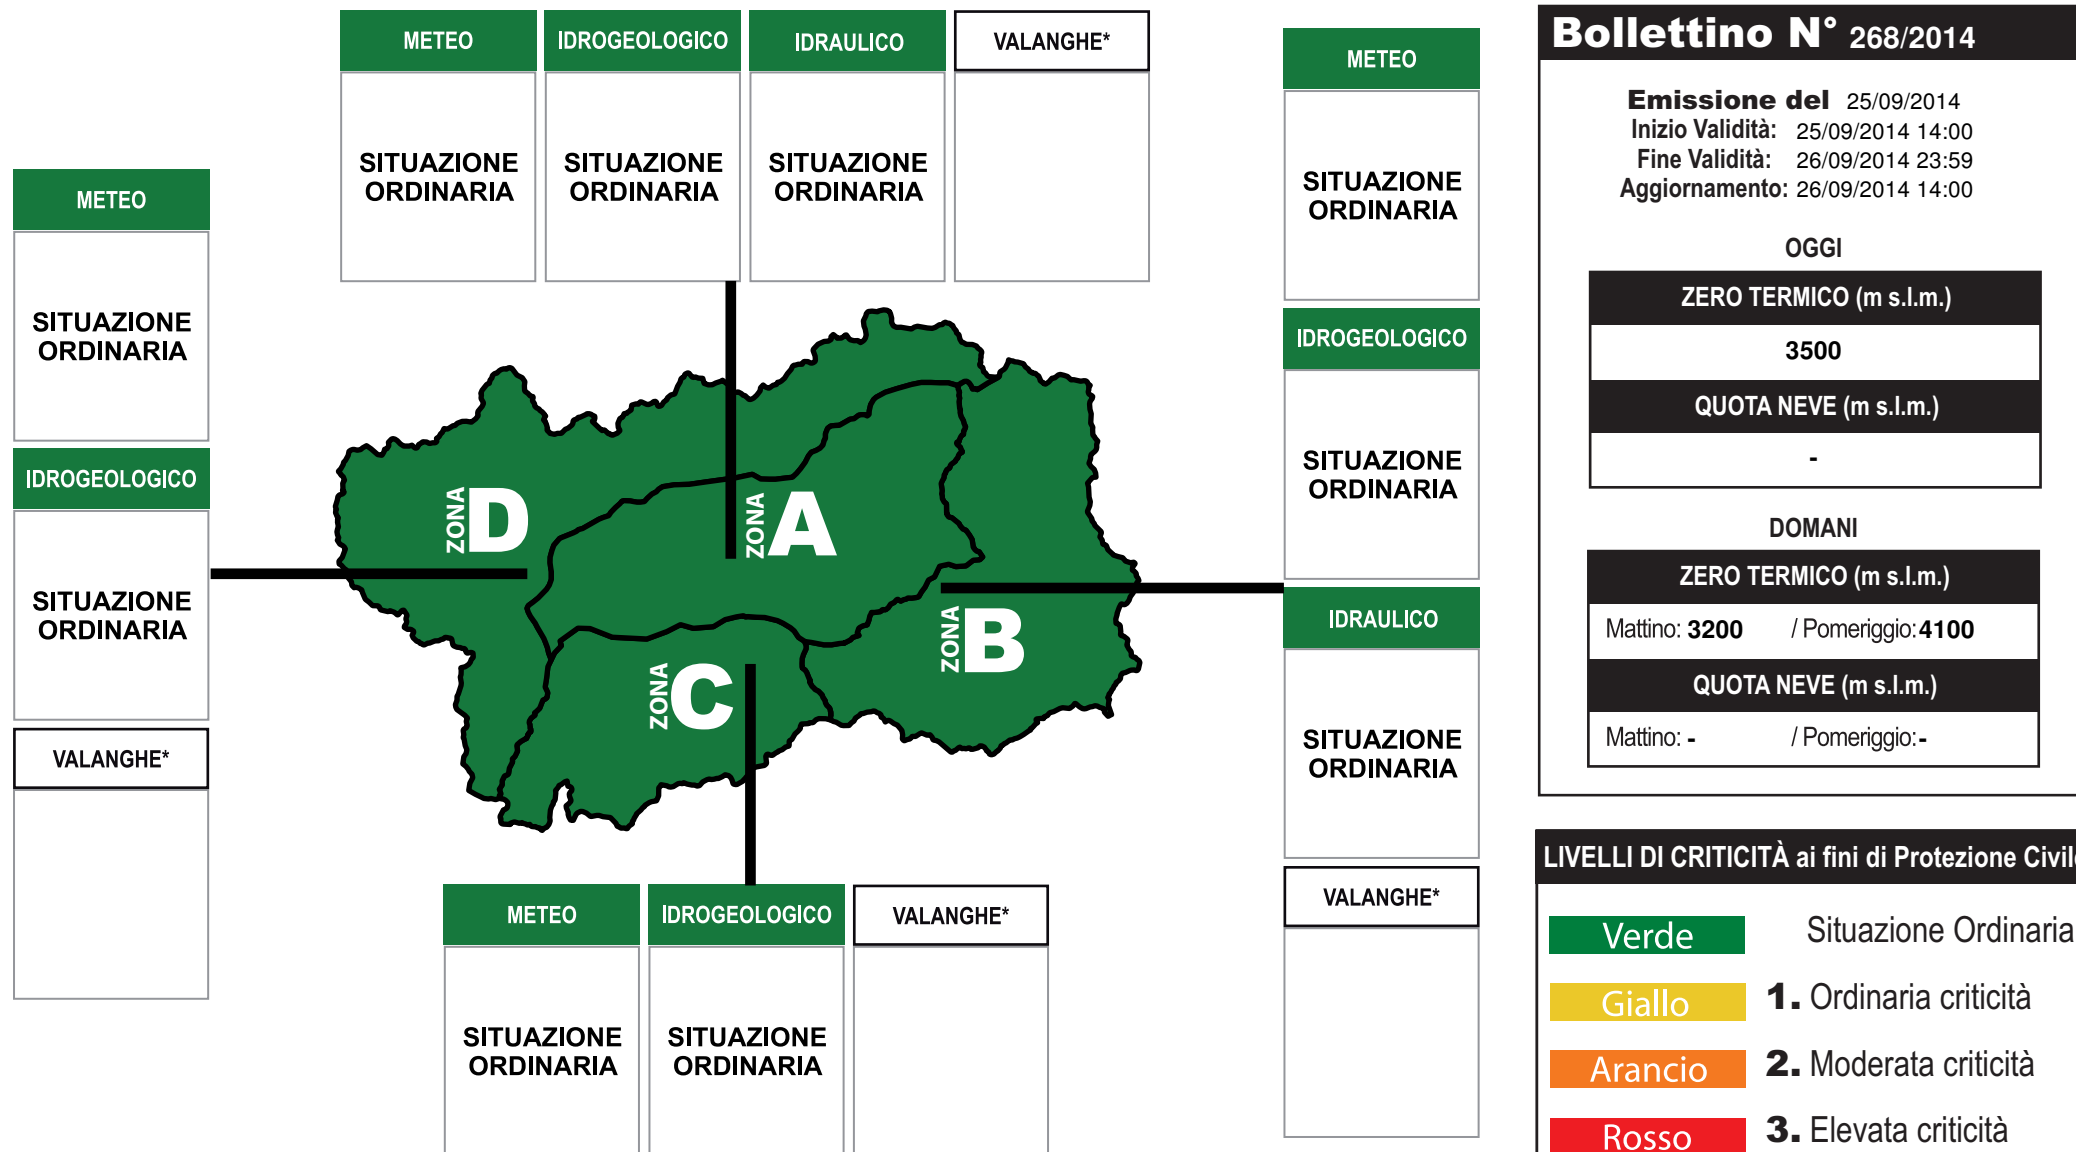 METEO
IDROGEOLOGICO
IDRAULICO
VALANGHE*
SITUAZIONE
ORDINARIA
SITUAZIONE
ORDINARIA
SITUAZIONE
ORDINARIA
METEO
SITUAZIONE
ORDINARIA
IDROGEOLOGICO
SITUAZIONE
ORDINARIA
VALANGHE*
ZONA D
ZONA A
ZONA B
ZONA C
METEO
SITUAZIONE
ORDINARIA
IDROGEOLOGICO
SITUAZIONE
ORDINARIA
IDRAULICO
SITUAZIONE
ORDINARIA
VALANGHE*
METEO
IDROGEOLOGICO
VALANGHE*
SITUAZIONE
ORDINARIA
SITUAZIONE
ORDINARIA
Bollettino N° 268/2014
Emissione del 25/09/2014
Inizio Validità: 25/09/2014 14:00
Fine Validità: 26/09/2014 23:59
Aggiornamento: 26/09/2014 14:00
OGGI
ZERO TERMICO (m s.l.m.)
3500
QUOTA NEVE (m s.l.m.)
-
DOMANI
ZERO TERMICO (m s.l.m.)
Mattino: 3200 / Pomeriggio: 4100
QUOTA NEVE (m s.l.m.)
Mattino: - / Pomeriggio: -
LIVELLI DI CRITICITÀ ai fini di Protezione Civile
Verde Situazione Ordinaria
Giallo 1. Ordinaria criticità
Arancio 2. Moderata criticità
Rosso 3. Elevata criticità